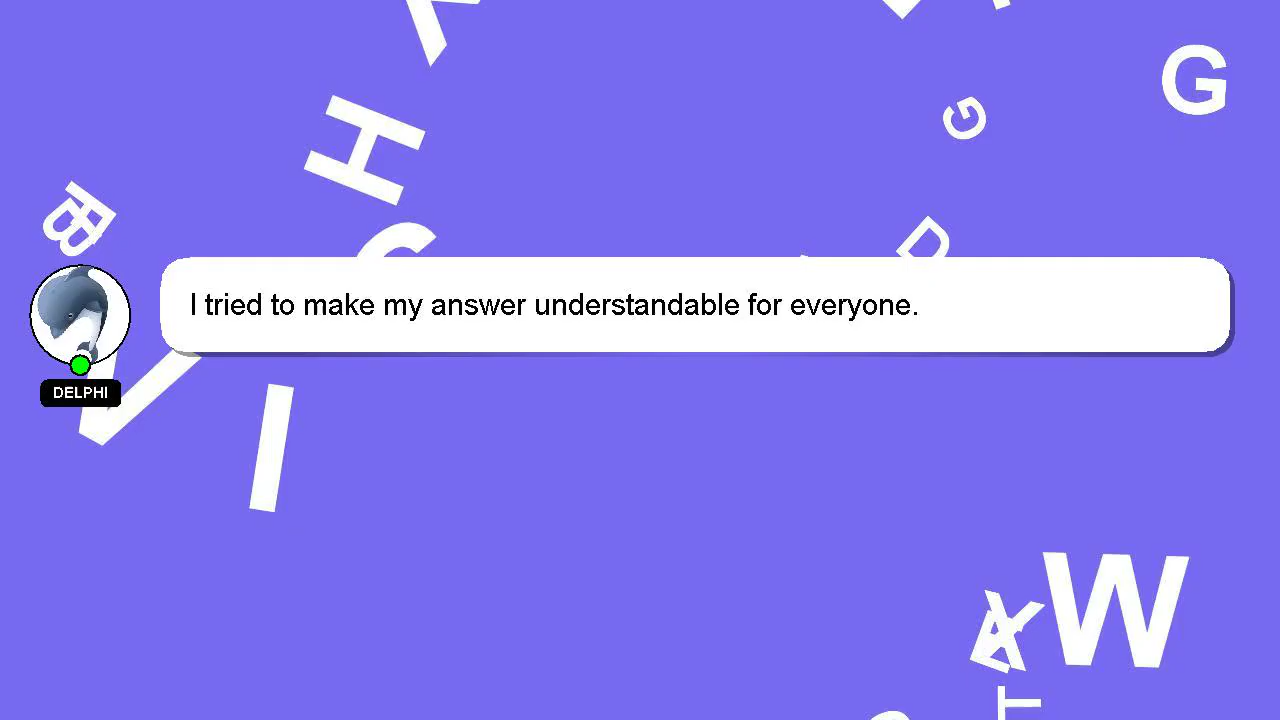 G
G
H
B
D
I tried to make my answer understandable for everyone.
DELPHI
I
W
T